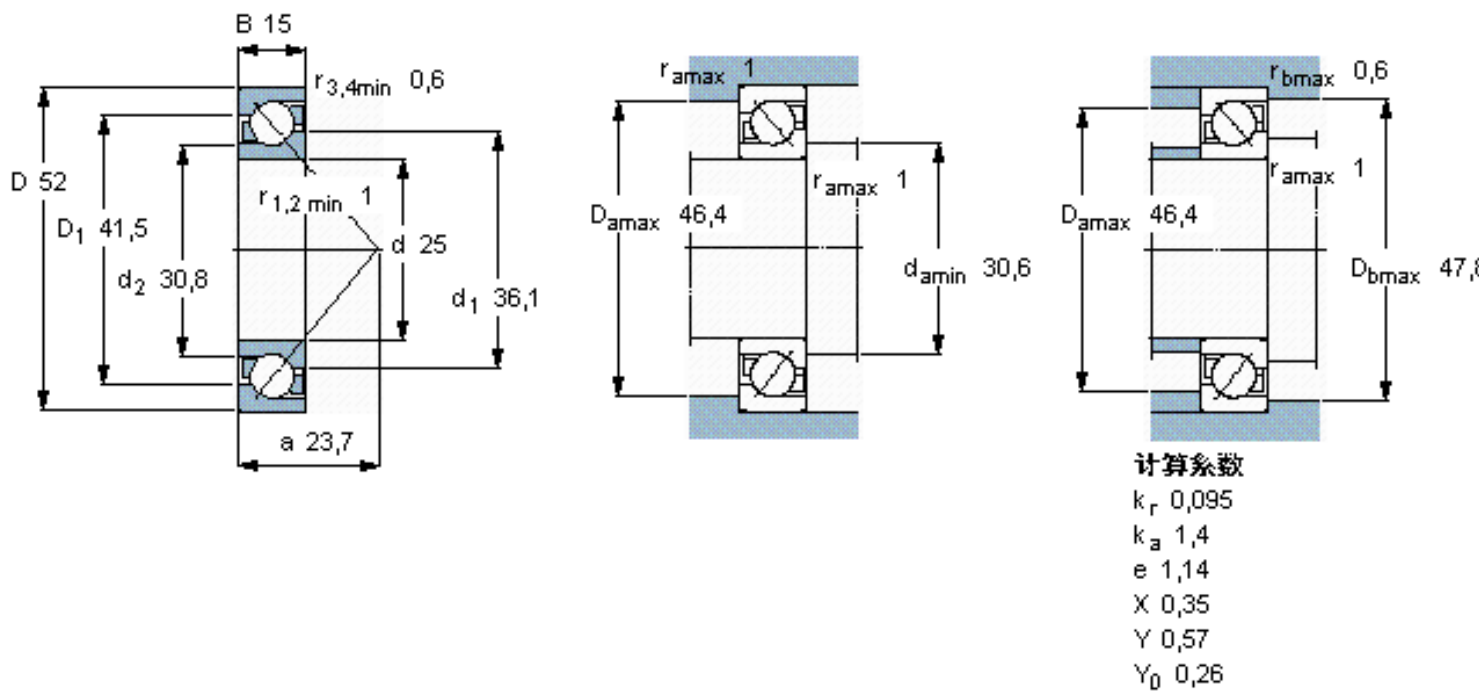 B 15
r3,4min 0,6
D 52
D1 41,5
d2 30,8
r1,2 min 1
d 25
d1 36,1
a 23,7
ramax 1
ramax 1
Damax 46,4
damin 30,6
rbmax 0,6
ramax 1
Damax 46,4
Dbmax 47,8
计算系数
kr 0,095
ka 1,4
e 1,14
X 0,35
Y 0,57
Y0 0,26